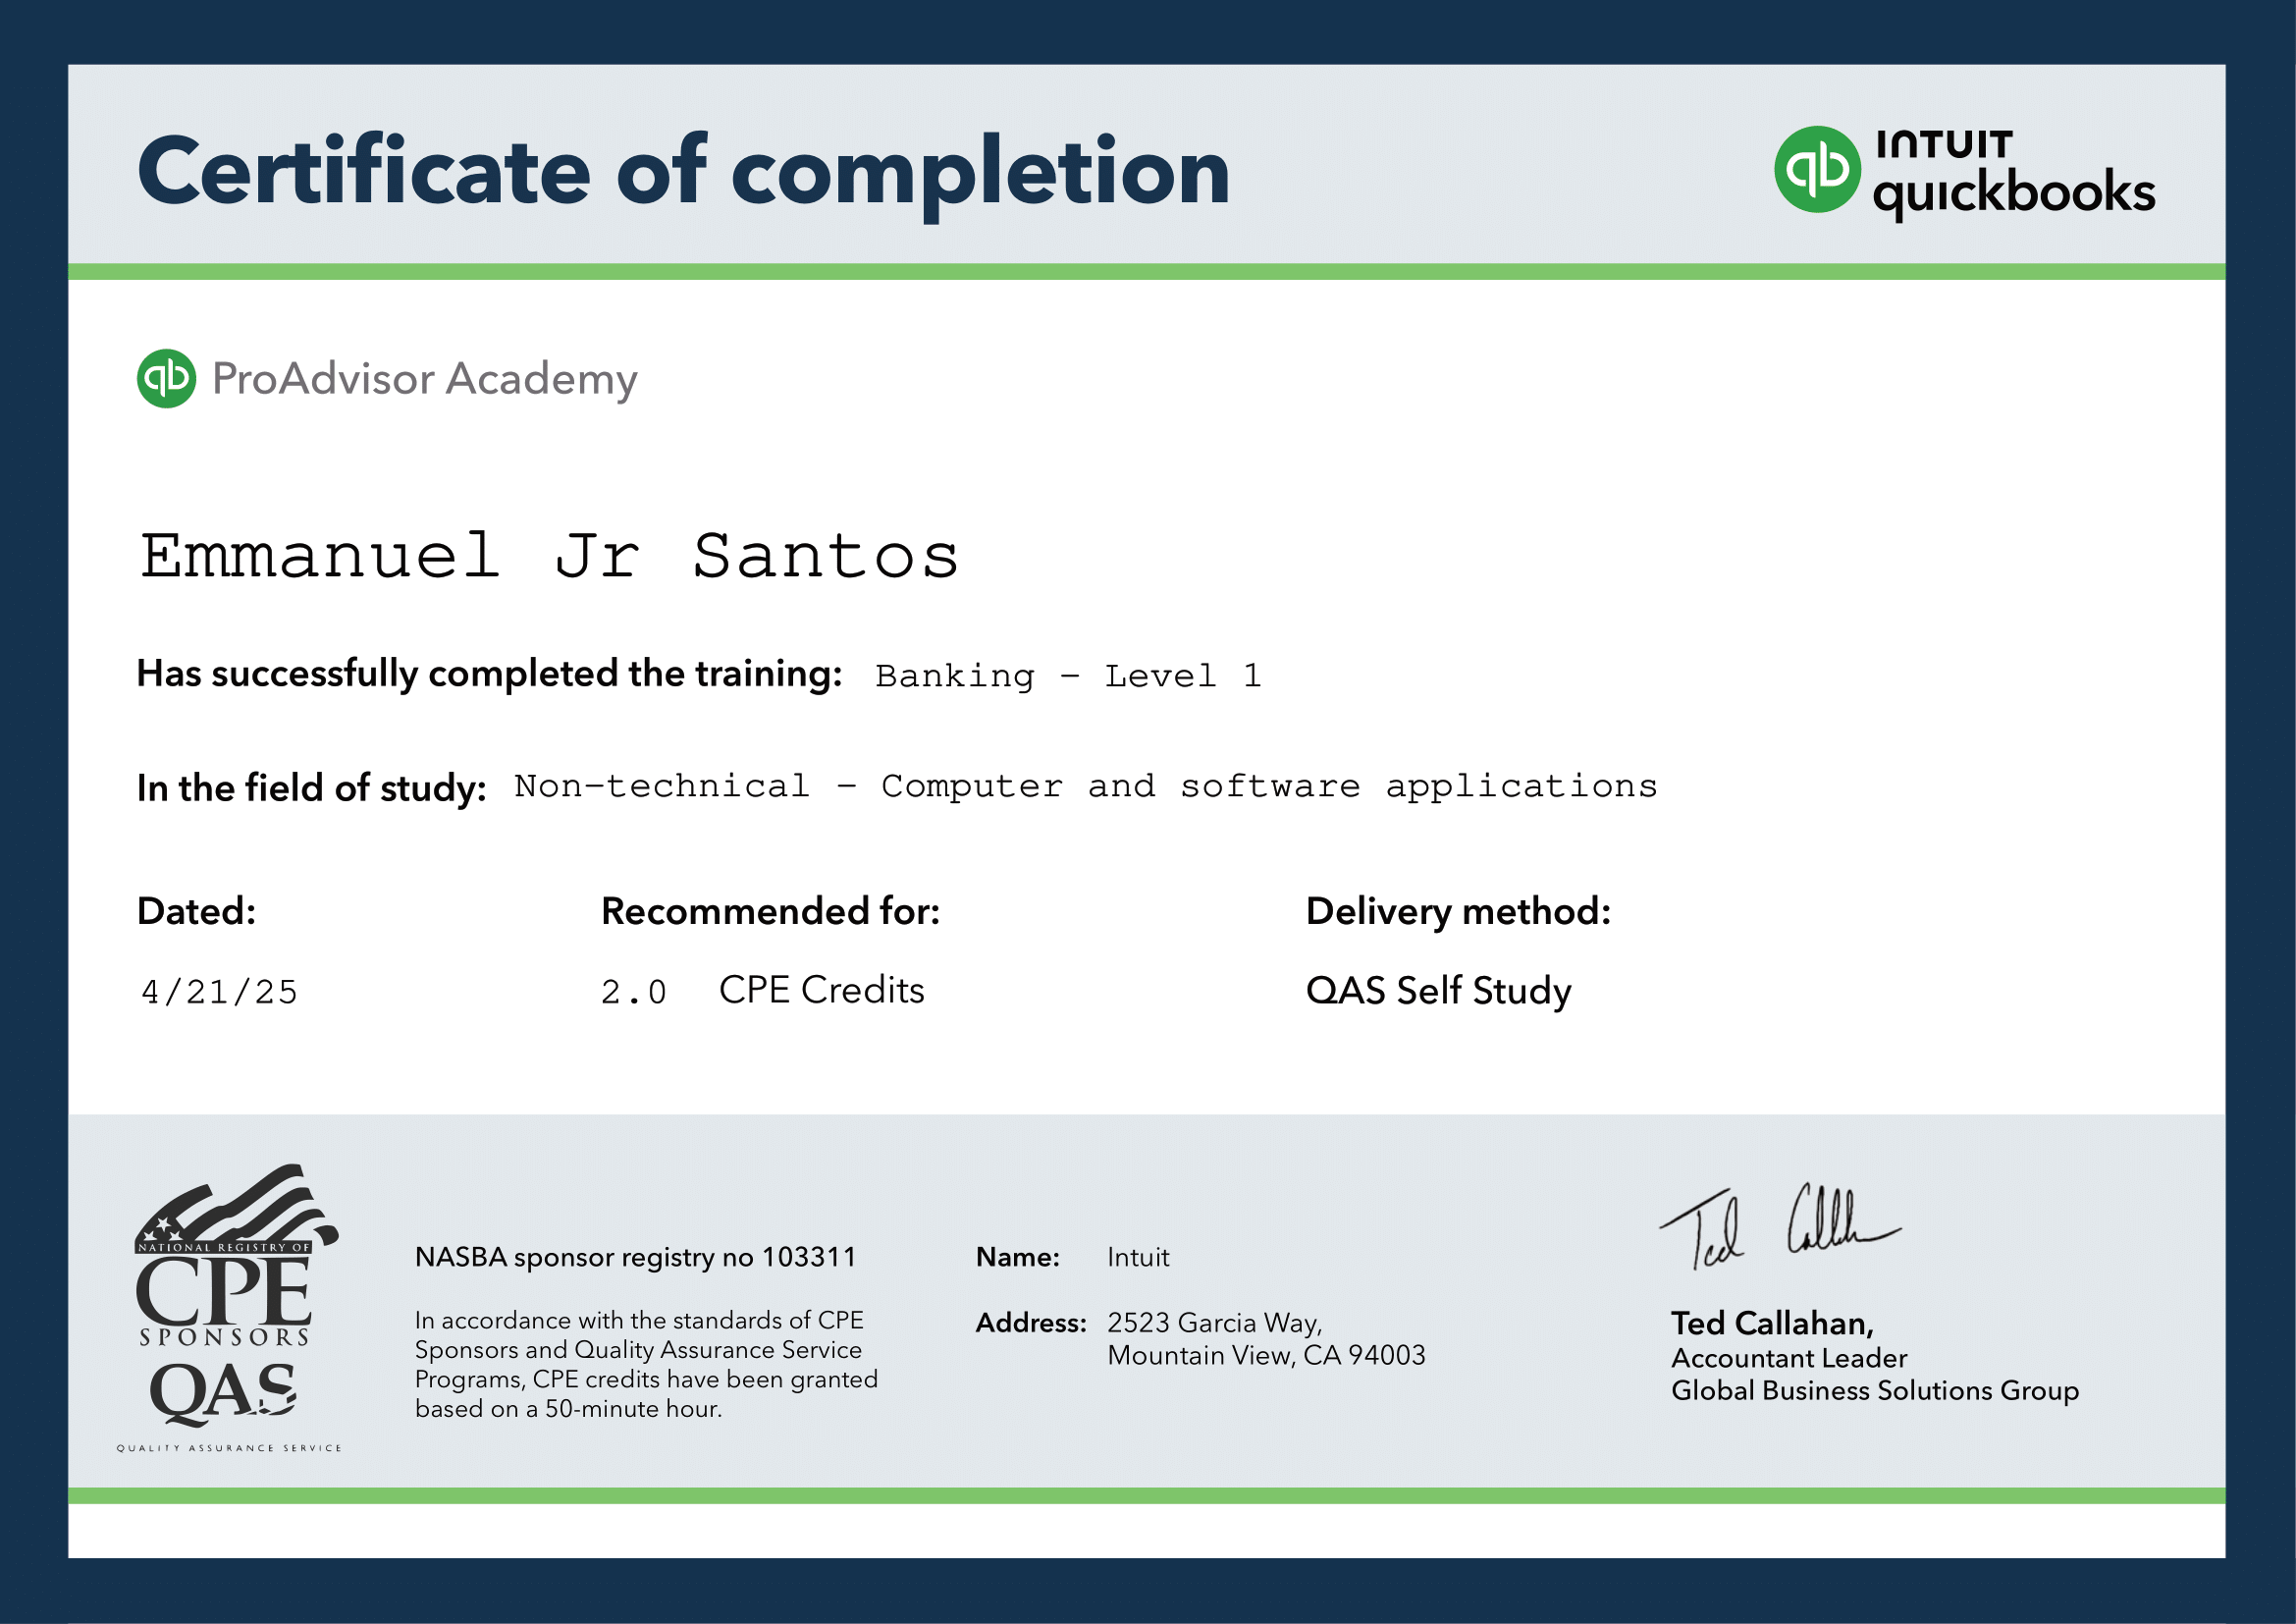 Certificate of completion
INTUIT
quickbooks
ProAdvisor Academy
Emmanuel Jr Santos
Has successfully completed the training: Banking - Level 1
In the field of study: Non-technical - Computer and software applications
Dated: Recommended for: Delivery method:
4/21/25 2.0 CPE Credits QAS Self Study
NATIONAL REGISTRY OF
CPE
SPONSORS
QAS
QUALITY ASSURANCE SERVICE
NASBA sponsor registry no 103311
In accordance with the standards of CPE
Sponsors and Quality Assurance Service
Programs, CPE credits have been granted
based on a 50-minute hour.
Name: Intuit
Address: 2523 Garcia Way,
Mountain View, CA 94003
Ted Callahan
Ted Callahan,
Accountant Leader
Global Business Solutions Group